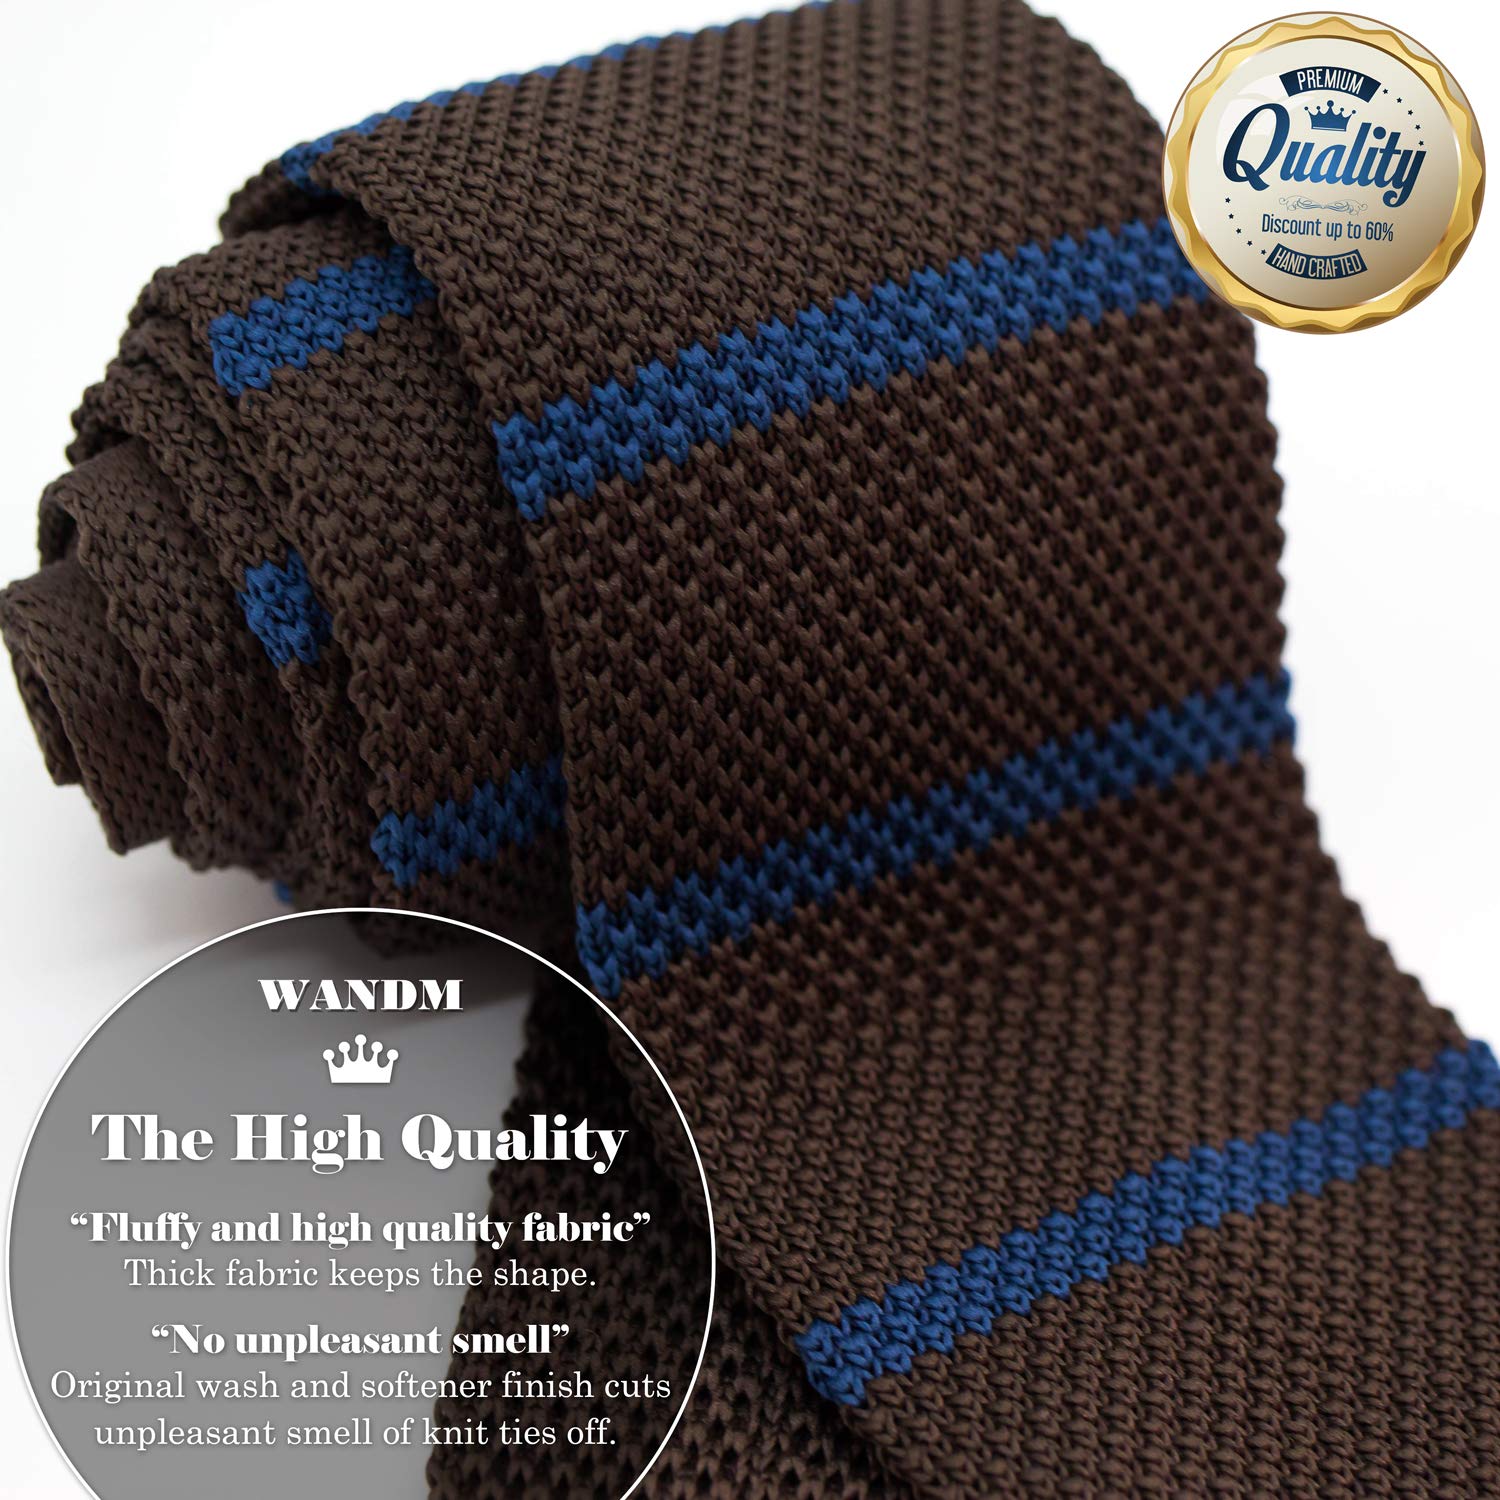 PREMIUM
Quality
Discount up to 60%
HAND CRAFTED
WANDM
The High Quality
“Fluffy and high quality fabric”
Thick fabric keeps the shape.
“No unpleasant smell”
Original wash and softener finish cuts
unpleasant smell of knit ties off.